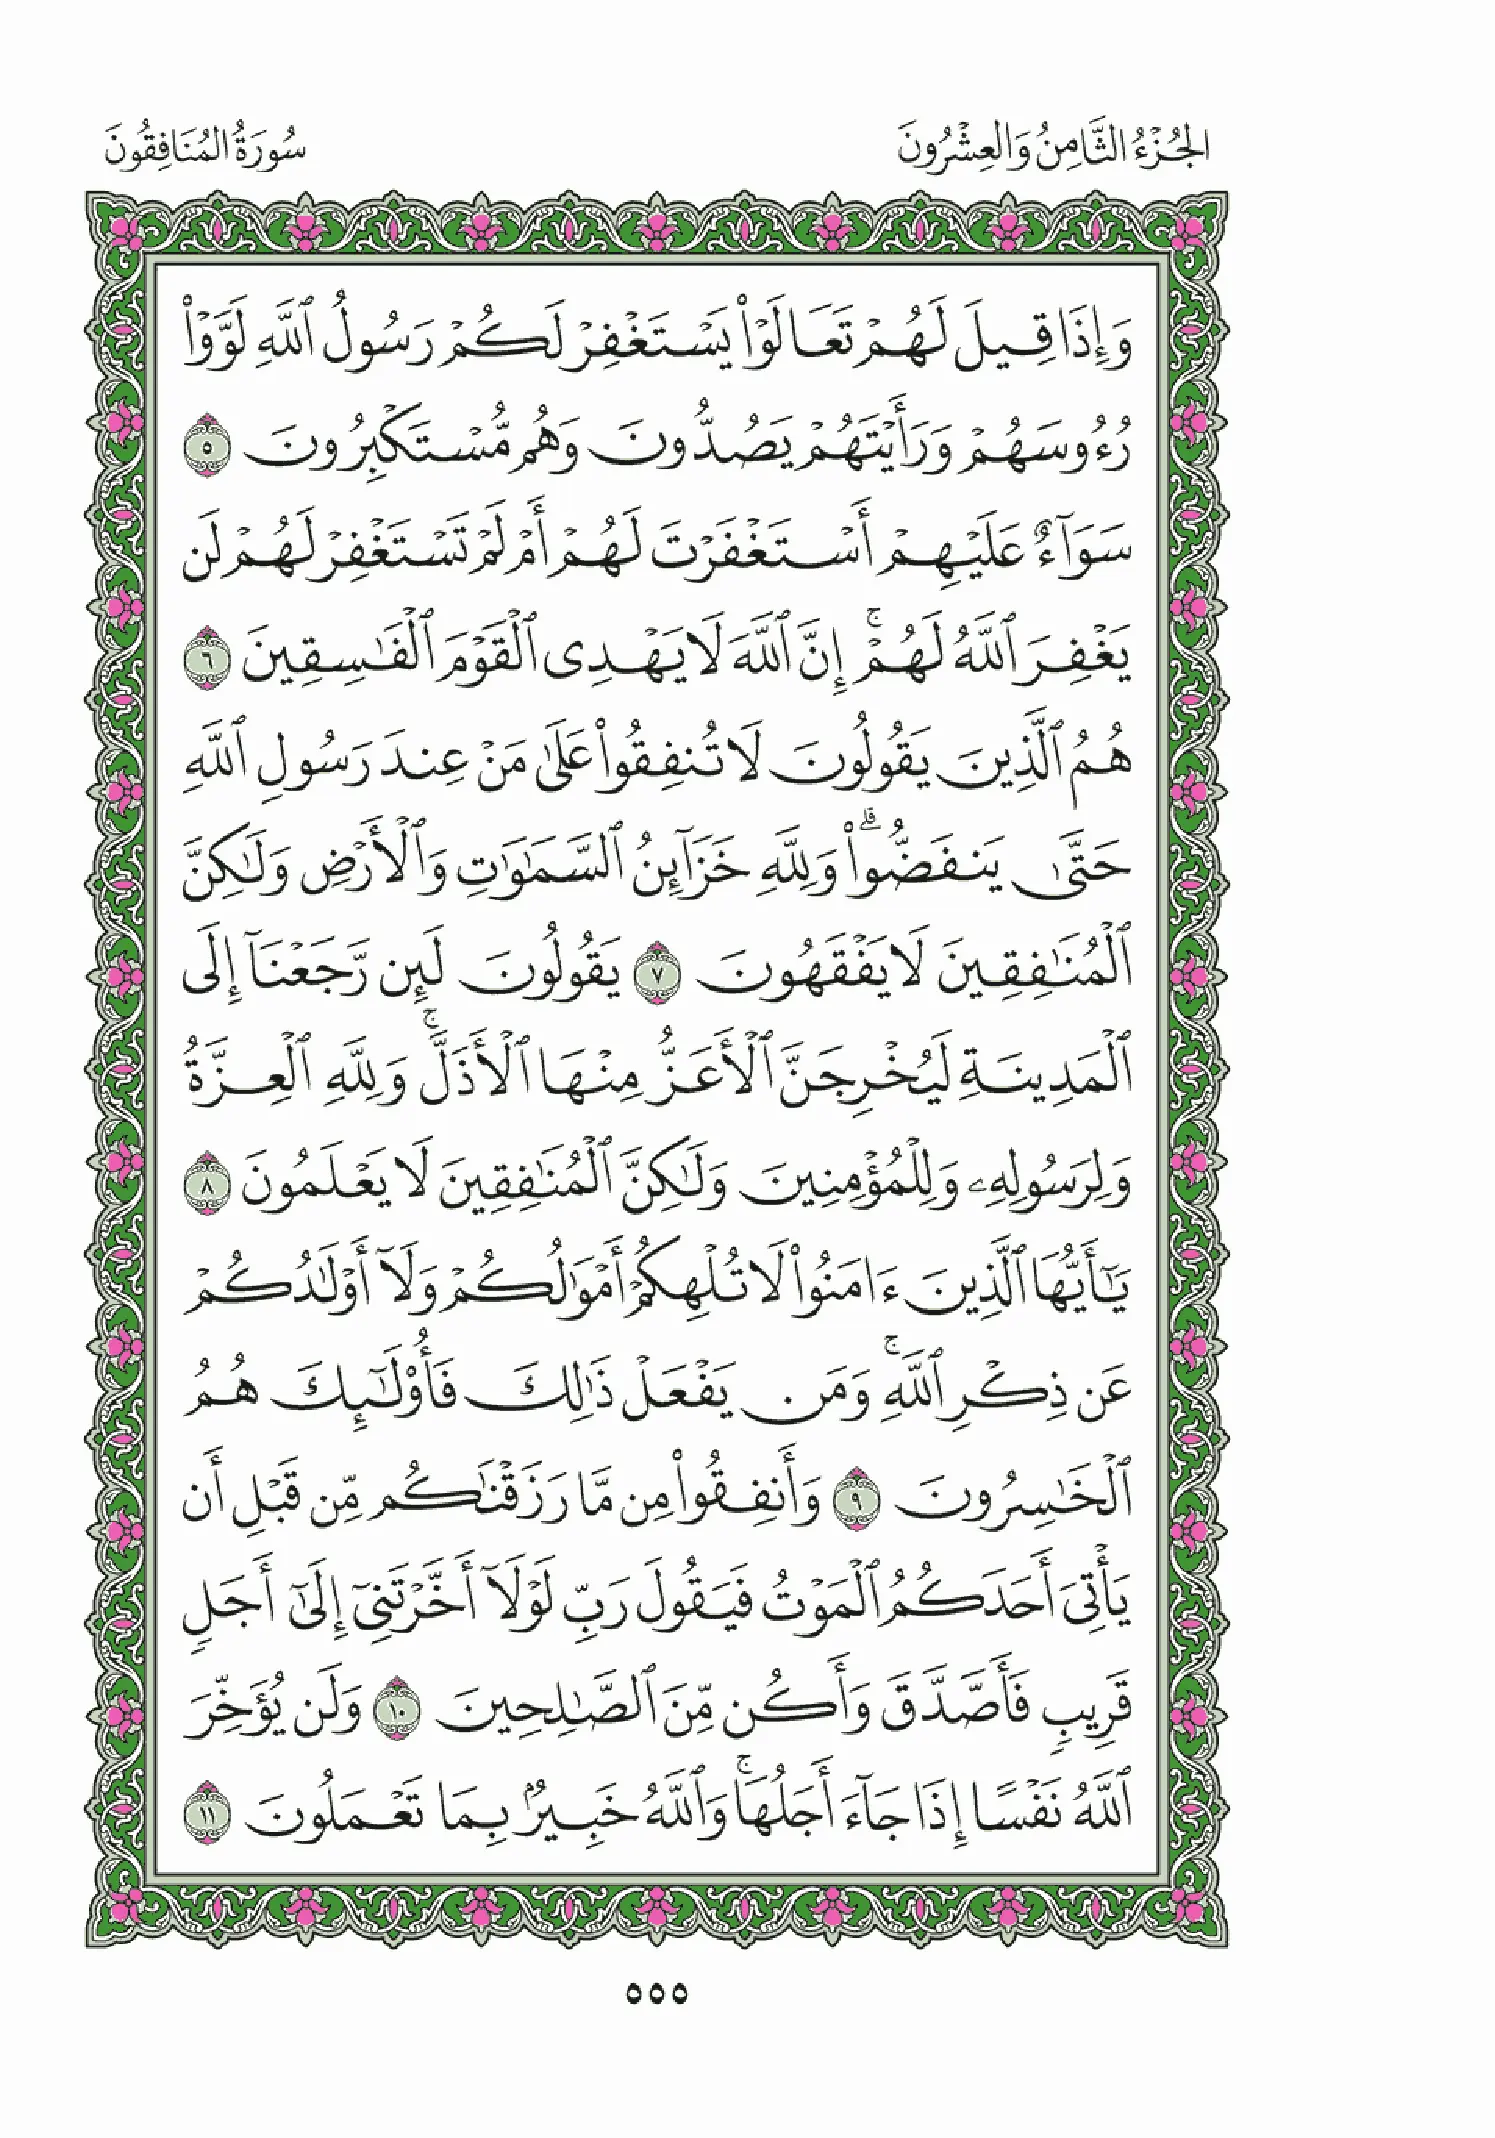 الجُزْءُ الثَّامِنُ وَالعِشْرُونَ
سُورَةُ المُنَافِقُونَ
وَإِذَا قِيلَ لَهُمْ تَعَالَوْا۟ يَسْتَغْفِرْ لَكُمْ رَسُولُ ٱللَّهِ لَوَّوْا۟
رُءُوسَهُمْ وَرَأَيْتَهُمْ يَصُدُّونَ وَهُم مُّسْتَكْبِرُونَ ٥
سَوَآءٌ عَلَيْهِمْ أَسْتَغْفَرْتَ لَهُمْ أَمْ لَمْ تَسْتَغْفِرْ لَهُمْ لَن
يَغْفِرَ ٱللَّهُ لَهُمْ ۚ إِنَّ ٱللَّهَ لَا يَهْدِى ٱلْقَوْمَ ٱلْفَـٰسِقِينَ ٦
هُمُ ٱلَّذِينَ يَقُولُونَ لَا تُنفِقُوا۟ عَلَىٰ مَنْ عِندَ رَسُولِ ٱللَّهِ
حَتَّىٰ يَنفَضُّوا۟ ۗ وَلِلَّهِ خَزَآئِنُ ٱلسَّمَـٰوَٰتِ وَٱلْأَرْضِ وَلَـٰكِنَّ
ٱلْمُنَـٰفِقِينَ لَا يَفْقَهُونَ ٧ يَقُولُونَ لَئِن رَّجَعْنَآ إِلَى
ٱلْمَدِينَةِ لَيُخْرِجَنَّ ٱلْأَعَزُّ مِنْهَا ٱلْأَذَلَّ ۚ وَلِلَّهِ ٱلْعِزَّةُ
وَلِرَسُولِهِۦ وَلِلْمُؤْمِنِينَ وَلَـٰكِنَّ ٱلْمُنَـٰفِقِينَ لَا يَعْلَمُونَ ٨
يَـٰٓأَيُّهَا ٱلَّذِينَ ءَامَنُوا۟ لَا تُلْهِكُمْ أَمْوَٰلُكُمْ وَلَآ أَوْلَـٰدُكُمْ
عَن ذِكْرِ ٱللَّهِ ۚ وَمَن يَفْعَلْ ذَٰلِكَ فَأُو۟لَـٰٓئِكَ هُمُ
ٱلْخَـٰسِرُونَ ٩ وَأَنفِقُوا۟ مِن مَّا رَزَقْنَـٰكُم مِّن قَبْلِ أَن
يَأْتِىَ أَحَدَكُمُ ٱلْمَوْتُ فَيَقُولَ رَبِّ لَوْلَآ أَخَّرْتَنِىٓ إِلَىٰٓ أَجَلٍ
قَرِيبٍ فَأَصَّدَّقَ وَأَكُن مِّنَ ٱلصَّـٰلِحِينَ ١٠ وَلَن يُؤَخِّرَ
ٱللَّهُ نَفْسًا إِذَا جَآءَ أَجَلُهَا ۚ وَٱللَّهُ خَبِيرٌۢ بِمَا تَعْمَلُونَ ١١
٥٥٥